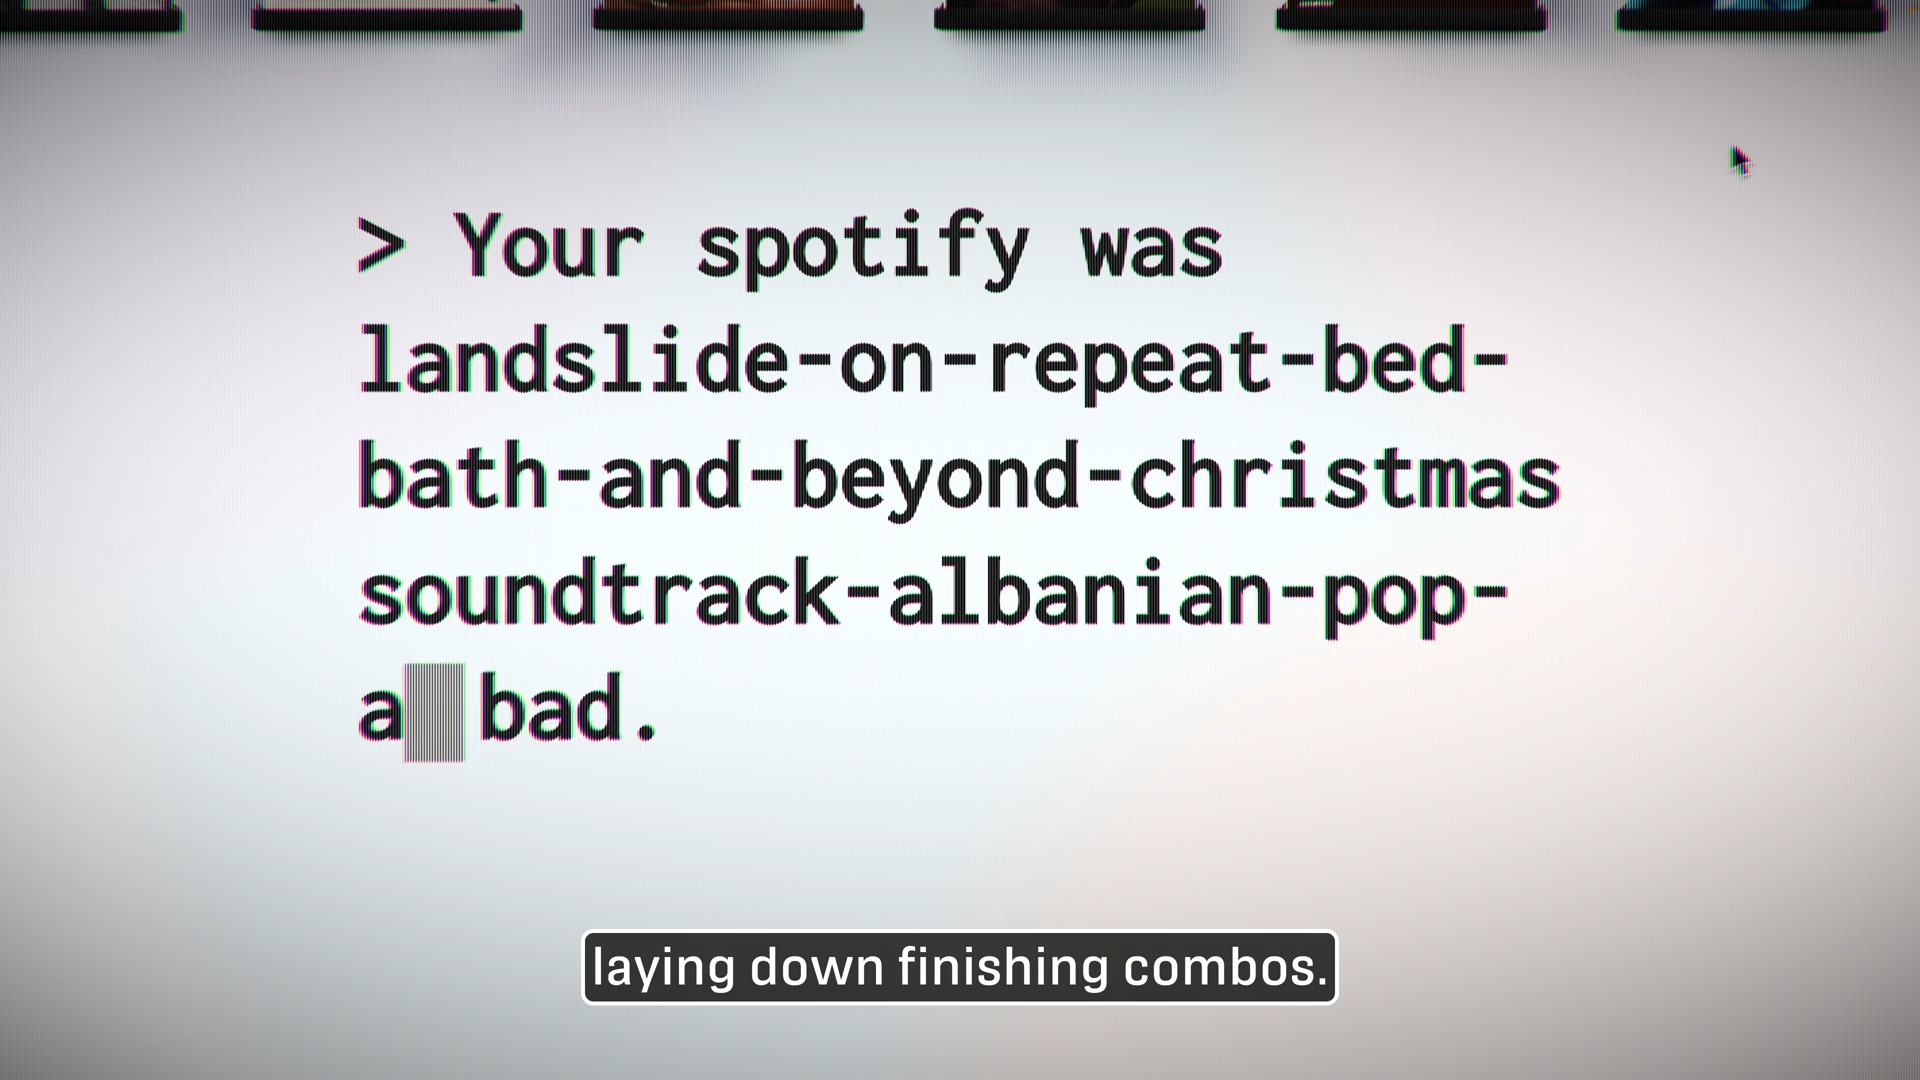 > Your spotify was
landslide-on-repeat-bed-
bath-and-beyond-christmas
soundtrack-albanian-pop-
a bad.
laying down finishing combos.